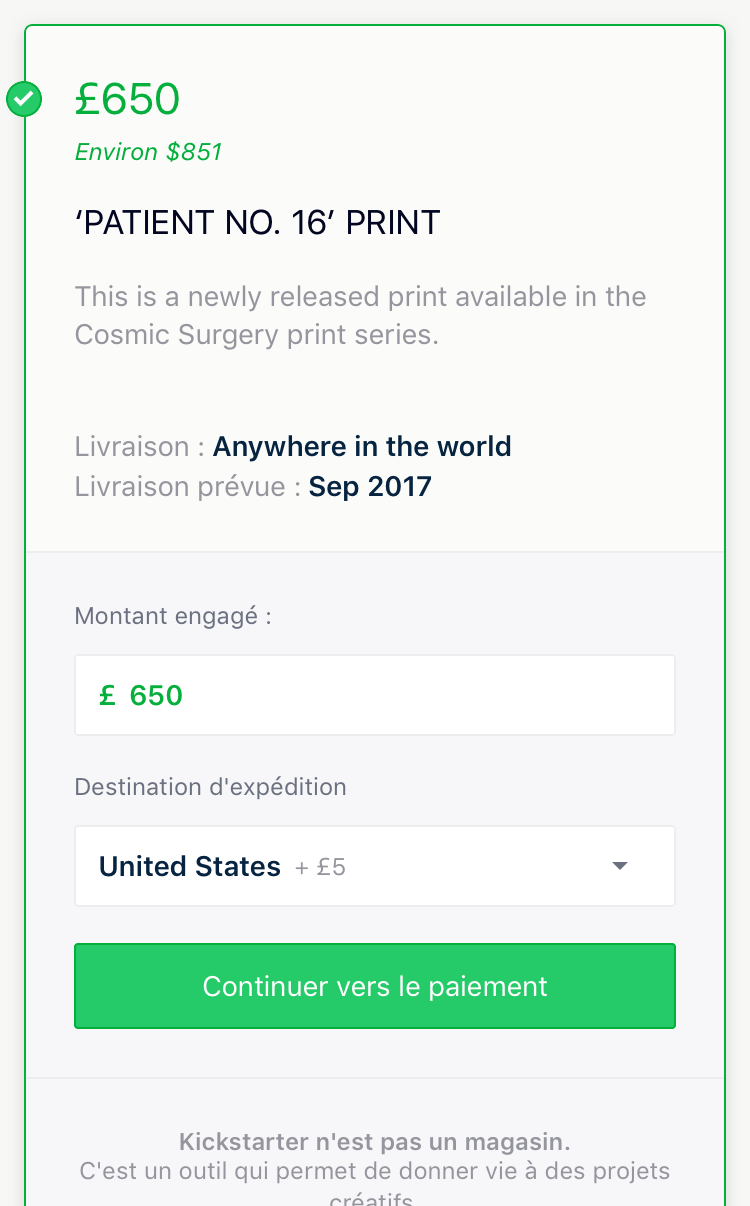 £650
Environ $851
‘PATIENT NO. 16’ PRINT
This is a newly released print available in the
Cosmic Surgery print series.
Livraison : Anywhere in the world
Livraison prévue : Sep 2017
Montant engagé :
£ 650
Destination d'expédition
United States + £5
Continuer vers le paiement
Kickstarter n'est pas un magasin.
C'est un outil qui permet de donner vie à des projets
créatifs.